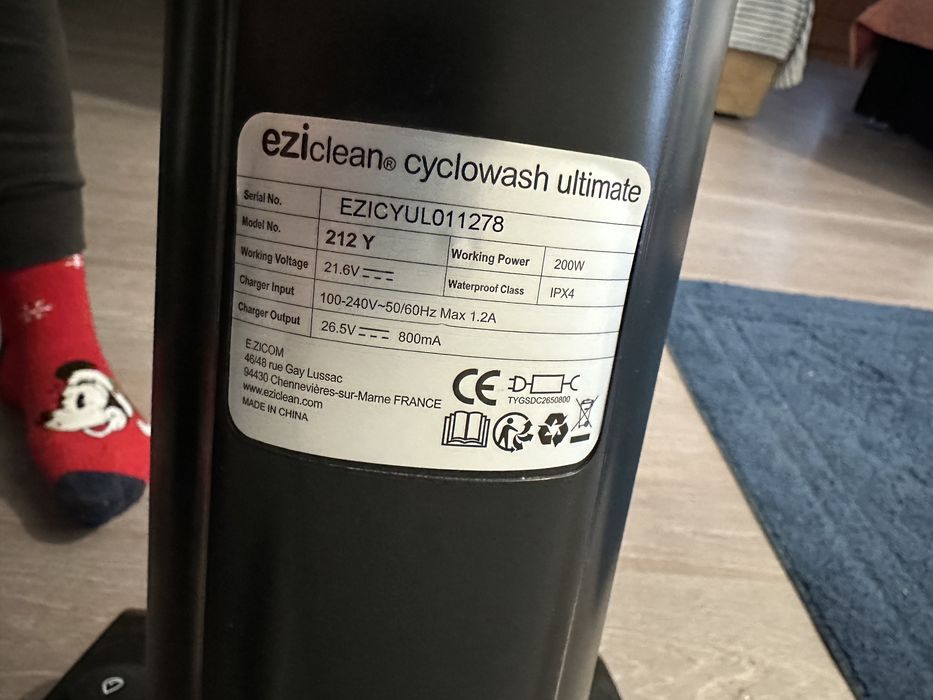 eziclean® cyclowash ultimate
Serial No. EZICYUL011278
Model No. 212 Y Working Power 200W
Working Voltage 21.6V Waterproof Class IPX4
Charger Input 100-240V~50/60Hz Max 1.2A
Charger Output 26.5V 800mA
E.ZICOM
46/48 rue Gay Lussac
94430 Chennevières-sur-Marne FRANCE
www.eziclean.com
MADE IN CHINA
CE
TYGSDC2650800